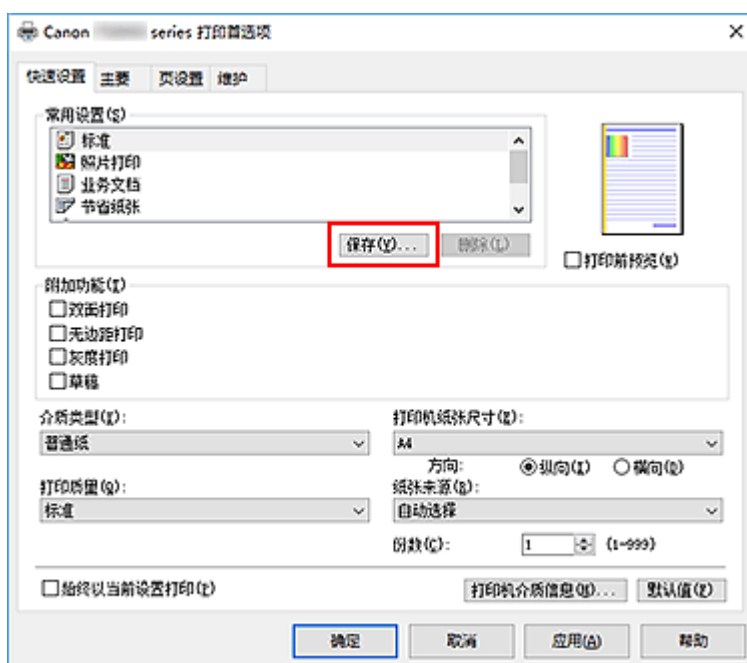 Canon series 打印首选项
快速设置 主要 页设置 维护
常用设置(S)
标准
照片打印
业务文档
节省纸张
保存(V)... 删除(L)
打印前预览(W)
附加功能(I)
双面打印
无边距打印
灰度打印
草稿
介质类型(Y): 打印机纸张尺寸(Z):
普通纸 A4
方向: 纵向(I) 横向(D)
打印质量(Q): 纸张来源(B):
标准 自动选择
份数(C): 1 (1-999)
始终以当前设置打印(P)
打印机介质信息(M)... 默认值(F)
确定 取消 应用(A) 帮助